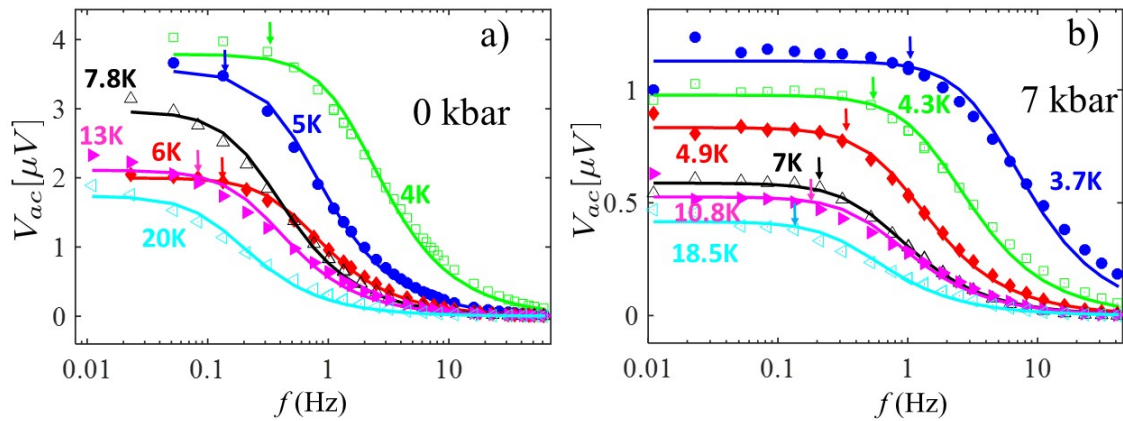 a)
4
3
2
1
0
V_ac [μV]
7.8K
13K
6K
20K
5K
4K
0 kbar
0.01
0.1
1
10
f (Hz)
b)
1
0.5
0
V_ac [μV]
7 kbar
4.3K
4.9K
7K
10.8K
18.5K
3.7K
0.01
0.1
1
10
f (Hz)